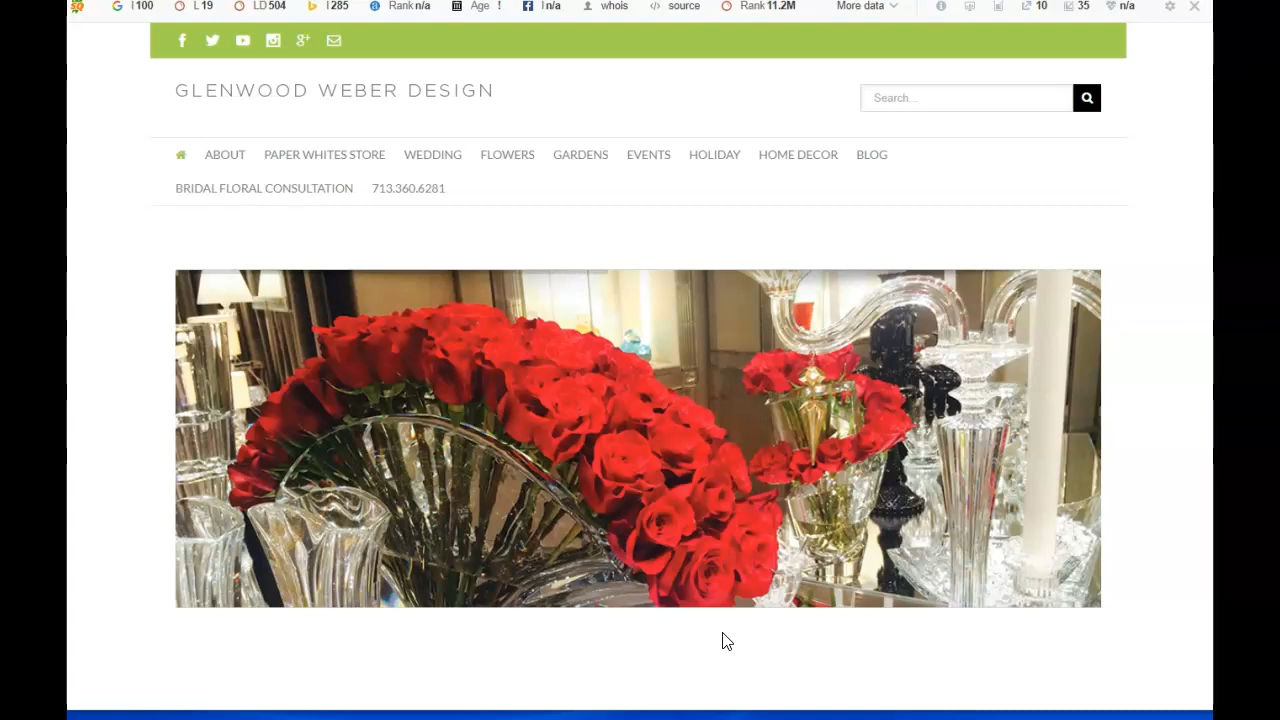 I 100 L 19 LD 504 I 285 Rank n/a Age ! I n/a whois source Rank 11.2M More data 10 35 n/a
GLENWOOD WEBER DESIGN
Search...
ABOUT PAPER WHITES STORE WEDDING FLOWERS GARDENS EVENTS HOLIDAY HOME DECOR BLOG
BRIDAL FLORAL CONSULTATION 713.360.6281